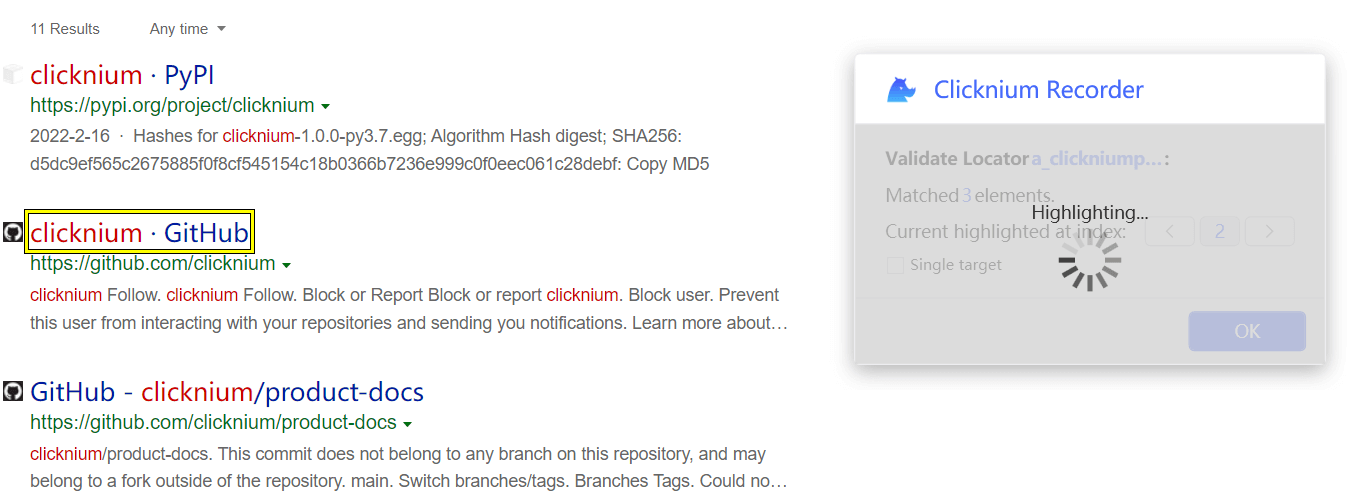 11 Results Any time
clicknium · PyPI
https://pypi.org/project/clicknium
2022-2-16 · Hashes for clicknium-1.0.0-py3.7.egg; Algorithm Hash digest; SHA256:
d5dc9ef565c2675885f0f8cf545154c18b0366b7236e999c0f0eec061c28debf: Copy MD5
clicknium · GitHub
https://github.com/clicknium
clicknium Follow. clicknium Follow. Block or Report Block or report clicknium. Block user. Prevent
this user from interacting with your repositories and sending you notifications. Learn more about…
GitHub - clicknium/product-docs
https://github.com/clicknium/product-docs
clicknium/product-docs. This commit does not belong to any branch on this repository, and may
belong to a fork outside of the repository. main. Switch branches/tags. Branches Tags. Could no…
Clicknium Recorder
Validate Locator a_clickniump... :
Matched 3 elements.
Highlighting...
Current highlighted at index: < 2 >
Single target
OK